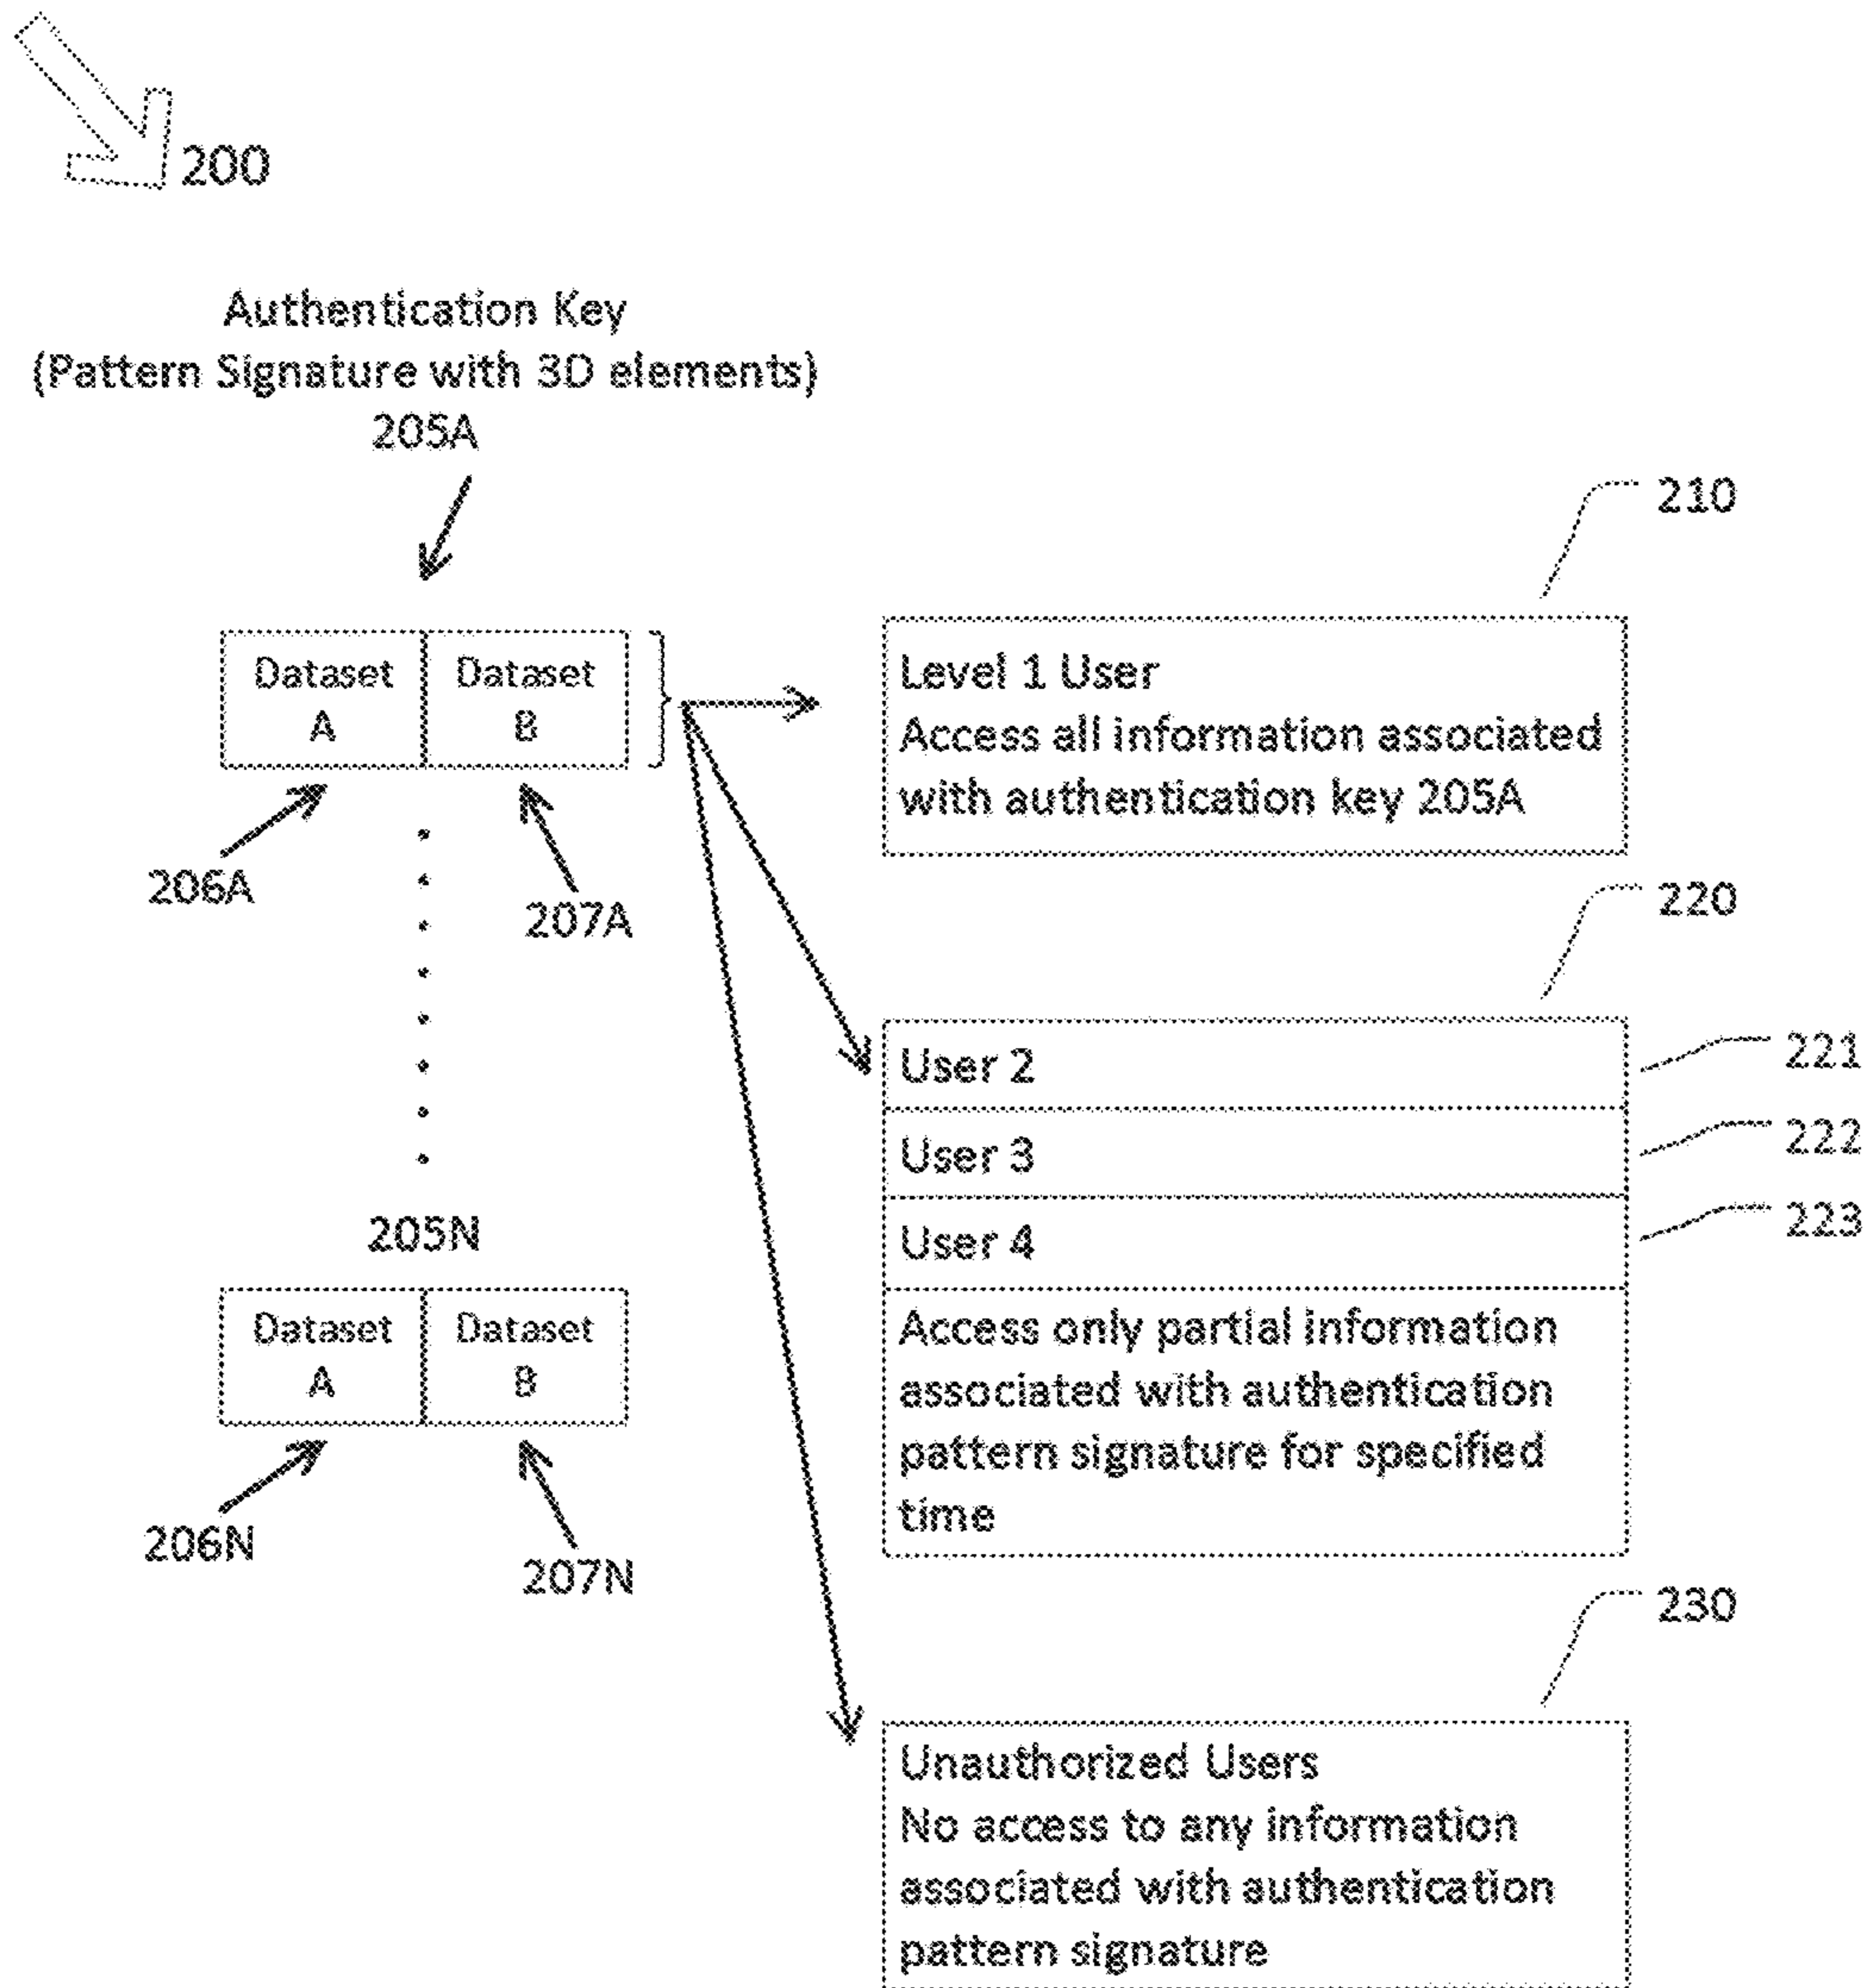 200
Authentication Key
(Pattern Signature with 3D elements)
205A
210
Dataset
A
Dataset
B
Level 1 User
Access all information associated
with authentication key 205A
206A
207A
220
User 2
221
User 3
222
User 4
223
205N
Dataset
A
Dataset
B
Access only partial information
associated with authentication
pattern signature for specified
time
206N
207N
230
Unauthorized Users
No access to any information
associated with authentication
pattern signature